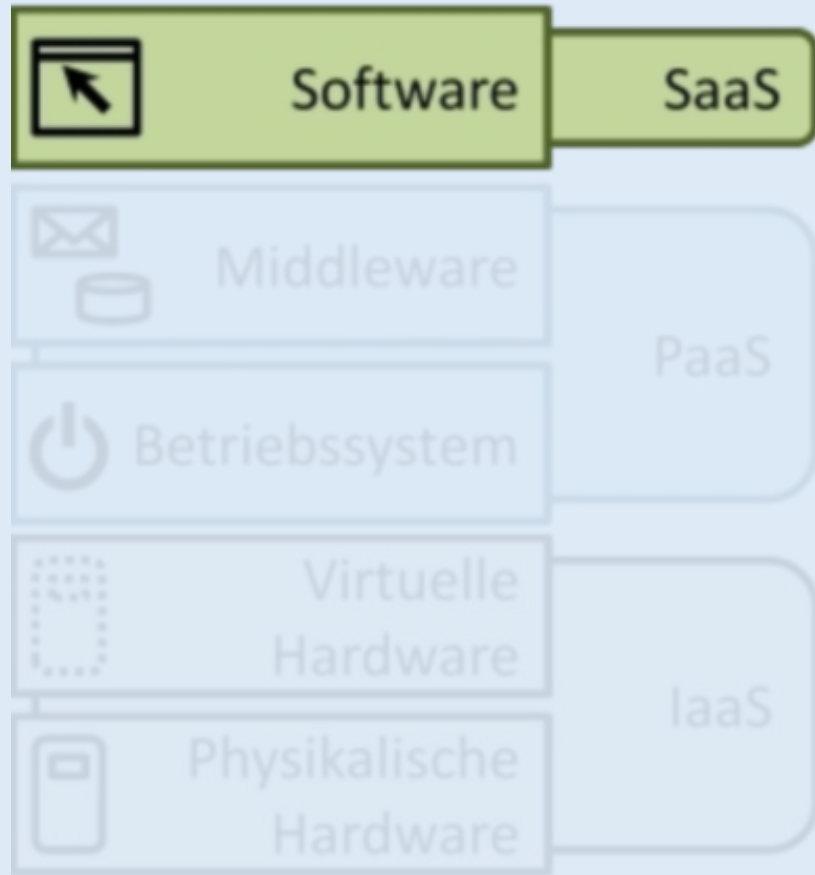 Software
SaaS
Middleware
PaaS
Betriebssystem
Virtuelle
Hardware
IaaS
Physikalische
Hardware